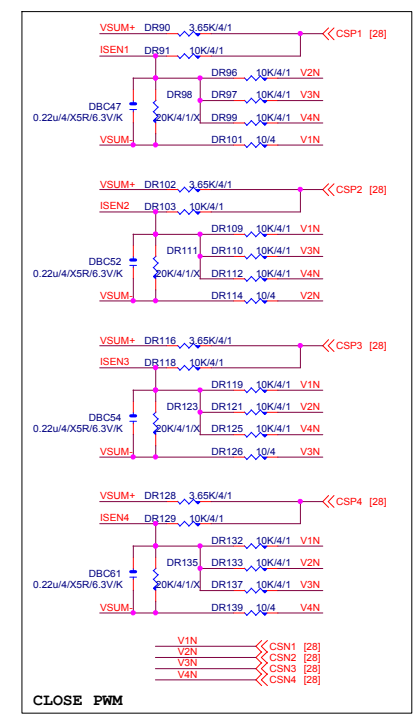 VSUM+ DR90 3.65K/4/1 CSP1 [28]
ISEN1 DR91 10K/4/1
DR96 10K/4/1 V2N
DR98 DR97 10K/4/1 V3N
DBC47
0.22u/4/X5R/6.3V/K 20K/4/1/X DR99 10K/4/1 V4N
VSUM- DR101 10/4 V1N
VSUM+ DR102 3.65K/4/1 CSP2 [28]
ISEN2 DR103 10K/4/1
DR109 10K/4/1 V1N
DR111 DR110 10K/4/1 V3N
DBC52
0.22u/4/X5R/6.3V/K 20K/4/1/X DR112 10K/4/1 V4N
VSUM- DR114 10/4 V2N
VSUM+ DR116 3.65K/4/1 CSP3 [28]
ISEN3 DR118 10K/4/1
DR119 10K/4/1 V1N
DR123 DR121 10K/4/1 V2N
DBC54
0.22u/4/X5R/6.3V/K 20K/4/1/X DR125 10K/4/1 V4N
VSUM- DR126 10/4 V3N
VSUM+ DR128 3.65K/4/1 CSP4 [28]
ISEN4 DR129 10K/4/1
DR132 10K/4/1 V1N
DR135 DR133 10K/4/1 V2N
DBC61
0.22u/4/X5R/6.3V/K 20K/4/1/X DR137 10K/4/1 V3N
VSUM- DR139 10/4 V4N
V1N CSN1 [28]
V2N CSN2 [28]
V3N CSN3 [28]
V4N CSN4 [28]
CLOSE PWM